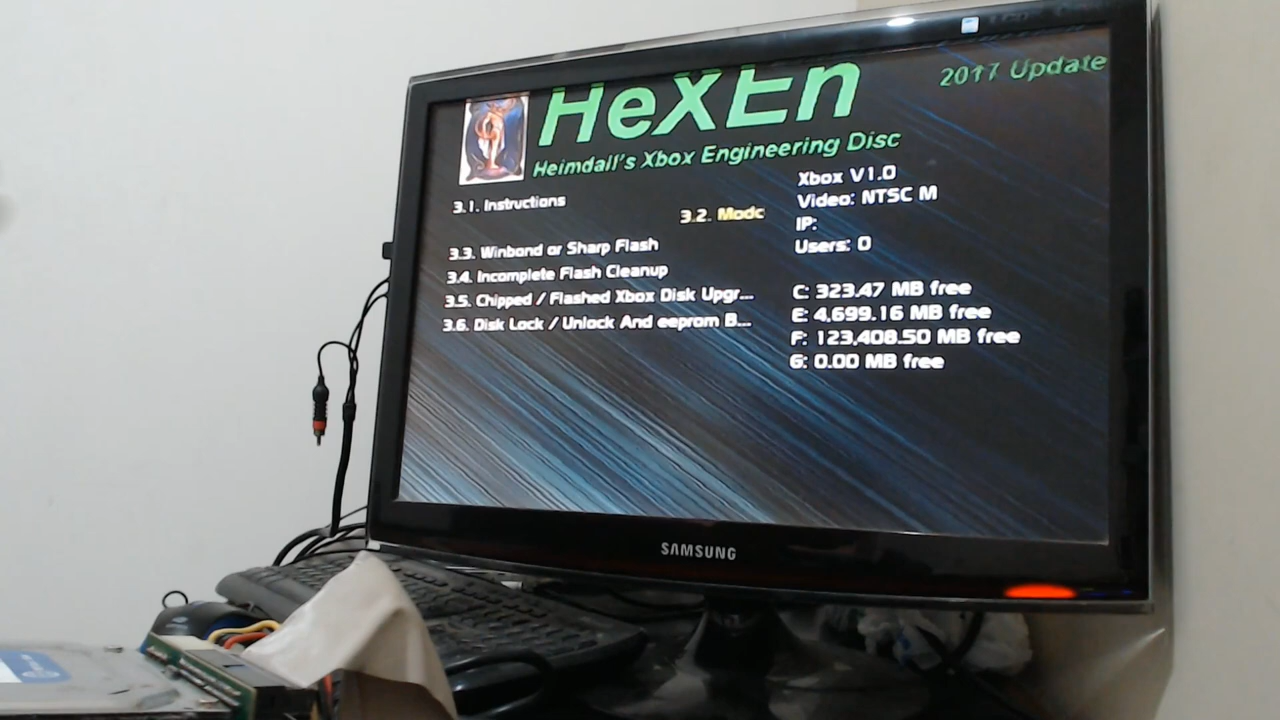 HeXEn
2017 Update
Heimdall's Xbox Engineering Disc
3.1. Instructions
3.2. Modc
3.3. Winbond or Sharp Flash
3.4. Incomplete Flash Cleanup
3.5. Chipped / Flashed Xbox Disk Upgr...
3.6. Disk Lock / Unlock And eeprom B...
Xbox V1.0
Video: NTSC M
IP:
Users: 0
C: 323.47 MB free
E: 4,699.16 MB free
F: 123,408.50 MB free
G: 0.00 MB free
SAMSUNG